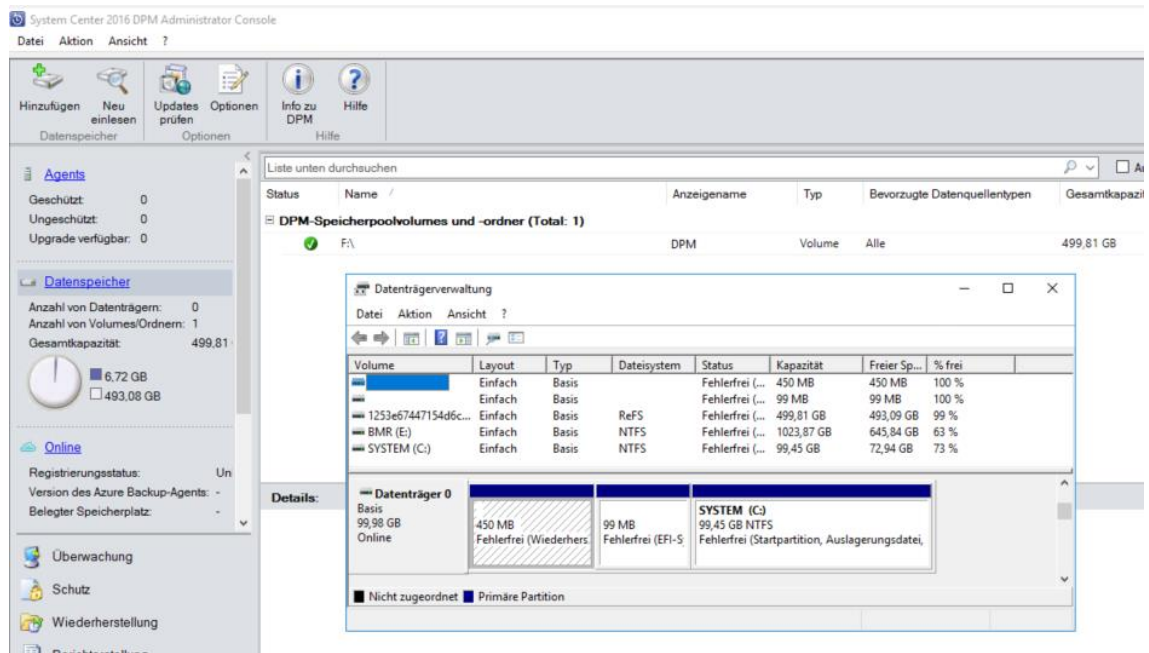 System Center 2016 DPM Administrator Console
Datei Aktion Ansicht ?
Hinzufügen Neu einlesen Updates prüfen Optionen Info zu DPM Hilfe
Datenspeicher Optionen Hilfe
Agents
Geschützt: 0
Ungeschützt: 0
Upgrade verfügbar: 0
Datenspeicher
Anzahl von Datenträgern: 0
Anzahl von Volumes/Ordnern: 1
Gesamtkapazität: 499,81
6,72 GB
493,08 GB
Online
Registrierungsstatus: Un
Version des Azure Backup-Agents: -
Belegter Speicherplatz: -
Überwachung
Schutz
Wiederherstellung
Liste unten durchsuchen
Status Name Anzeigename Typ Bevorzugte Datenquellentypen Gesamtkapazit
DPM-Speicherpoolvolumes und -ordner (Total: 1)
F:\ DPM Volume Alle 499,81 GB
Details:
Datenträgerverwaltung
Datei Aktion Ansicht ?
Volume Layout Typ Dateisystem Status Kapazität Freier Sp... % frei
Einfach Basis Fehlerfrei (... 450 MB 450 MB 100 %
Einfach Basis Fehlerfrei (... 99 MB 99 MB 100 %
1253e67447154d6c... Einfach Basis ReFS Fehlerfrei (... 499,81 GB 493,09 GB 99 %
BMR (E:) Einfach Basis NTFS Fehlerfrei (... 1023,87 GB 645,84 GB 63 %
SYSTEM (C:) Einfach Basis NTFS Fehlerfrei (... 99,45 GB 72,94 GB 73 %
Datenträger 0
Basis
99,98 GB
Online
450 MB
Fehlerfrei (Wiederhers
99 MB
Fehlerfrei (EFI-S
SYSTEM (C:)
99,45 GB NTFS
Fehlerfrei (Startpartition, Auslagerungsdatei,
Nicht zugeordnet Primäre Partition